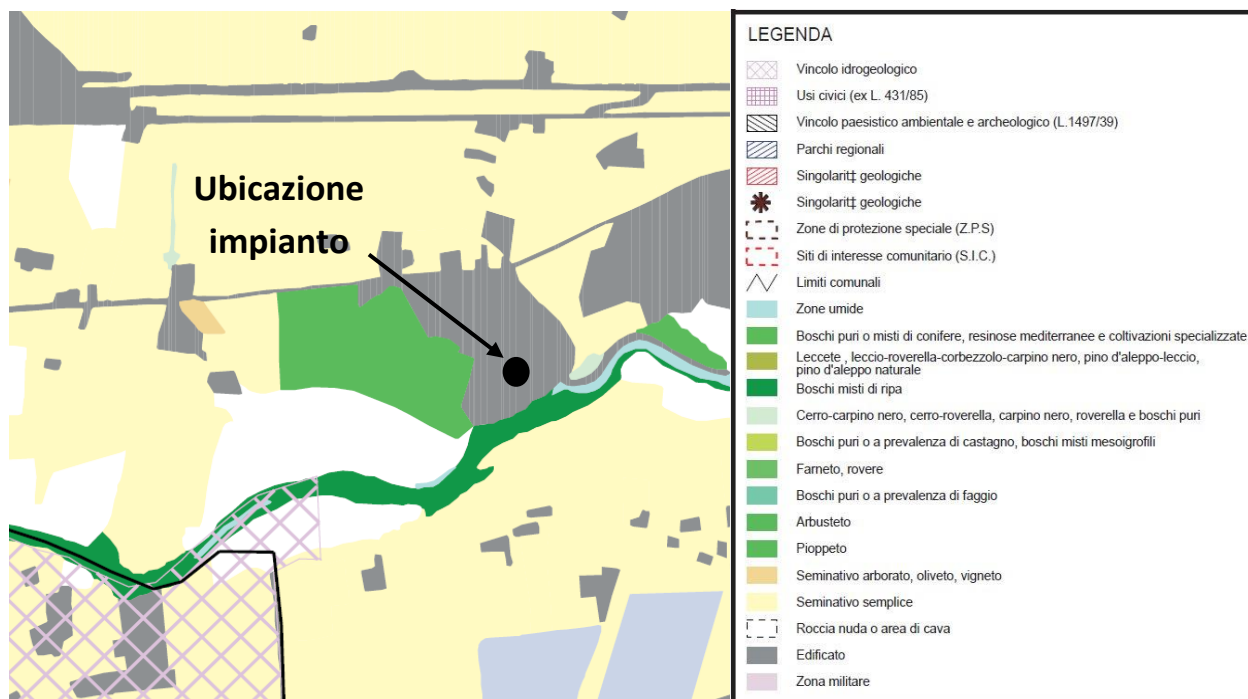 Ubicazione
impianto
LEGENDA
Vincolo idrogeologico
Usi civici (ex L. 431/85)
Vincolo paesistico ambientale e archeologico (L.1497/39)
Parchi regionali
Singolarit‡ geologiche
Singolarit‡ geologiche
Zone di protezione speciale (Z.P.S)
Siti di interesse comunitario (S.I.C.)
Limiti comunali
Zone umide
Boschi puri o misti di conifere, resinose mediterranee e coltivazioni specializzate
Leccete , leccio-roverella-corbezzolo-carpino nero, pino d'aleppo-leccio,
pino d'aleppo naturale
Boschi misti di ripa
Cerro-carpino nero, cerro-roverella, carpino nero, roverella e boschi puri
Boschi puri o a prevalenza di castagno, boschi misti mesoigrofili
Farneto, rovere
Boschi puri o a prevalenza di faggio
Arbusteto
Pioppeto
Seminativo arborato, oliveto, vigneto
Seminativo semplice
Roccia nuda o area di cava
Edificato
Zona militare